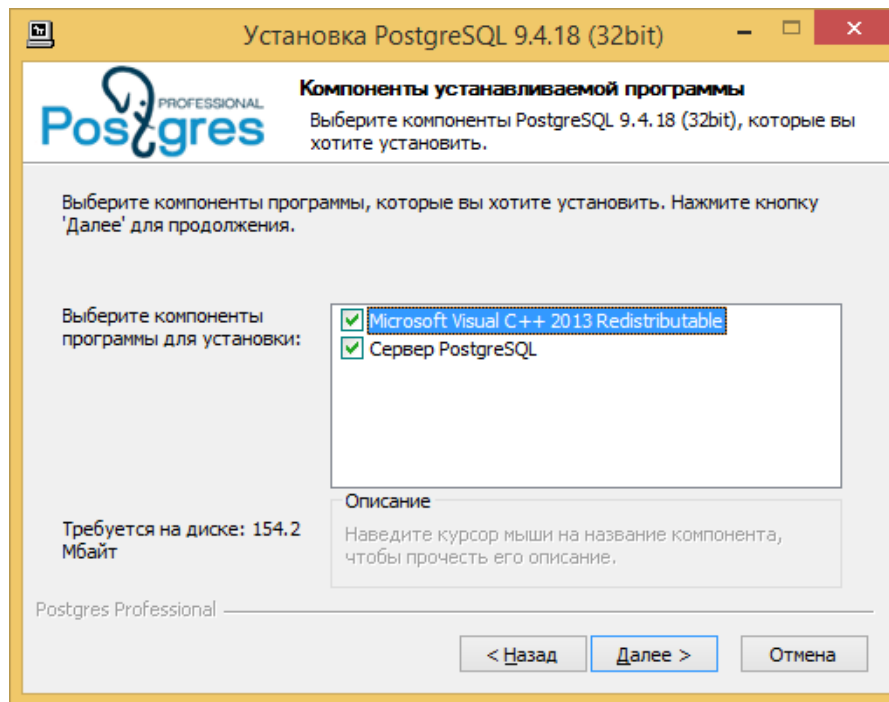 Установка PostgreSQL 9.4.18 (32bit)
PROFESSIONAL
Postgres
Компоненты устанавливаемой программы
Выберите компоненты PostgreSQL 9.4.18 (32bit), которые вы
хотите установить.
Выберите компоненты программы, которые вы хотите установить. Нажмите кнопку
'Далее' для продолжения.
Выберите компоненты
программы для установки:
Microsoft Visual C++ 2013 Redistributable
Сервер PostgreSQL
Требуется на диске: 154.2
Мбайт
Описание
Наведите курсор мыши на название компонента,
чтобы прочесть его описание.
Postgres Professional
< Назад
Далее >
Отмена